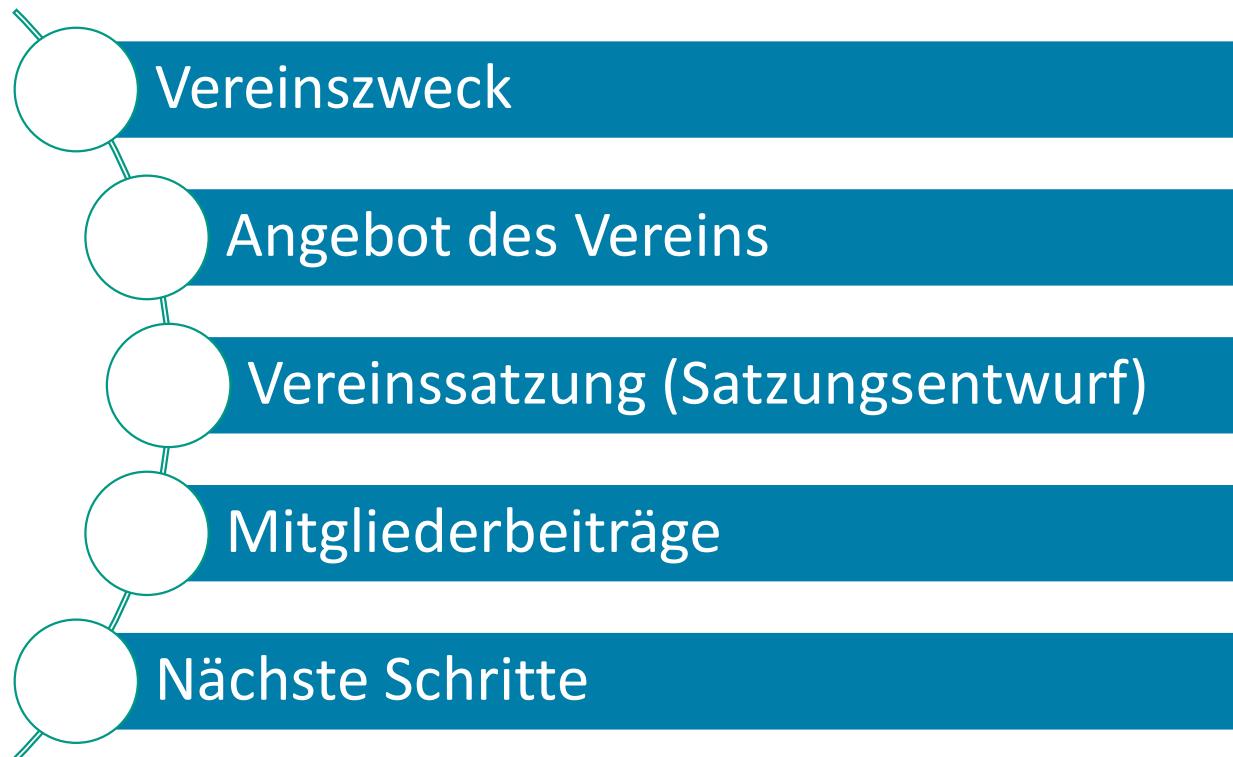 Vereinszweck
Angebot des Vereins
Vereinssatzung (Satzungsentwurf)
Mitgliederbeiträge
Nächste Schritte